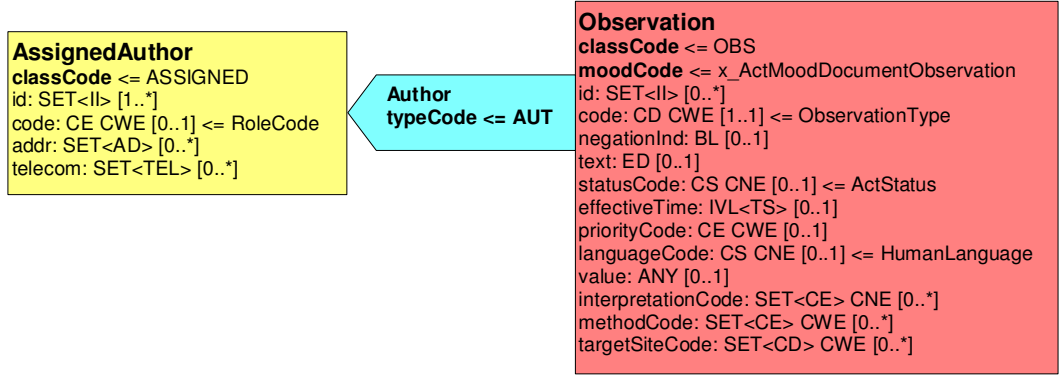 AssignedAuthor
classCode <= ASSIGNED
id: SET<II> [1..*]
code: CE CWE [0..1] <= RoleCode
addr: SET<AD> [0..*]
telecom: SET<TEL> [0..*]
Author
typeCode <= AUT
Observation
classCode <= OBS
moodCode <= x_ActMoodDocumentObservation
id: SET<II> [0..*]
code: CD CWE [1..1] <= ObservationType
negationInd: BL [0..1]
text: ED [0..1]
statusCode: CS CNE [0..1] <= ActStatus
effectiveTime: IVL<TS> [0..1]
priorityCode: CE CWE [0..1]
languageCode: CS CNE [0..1] <= HumanLanguage
value: ANY [0..1]
interpretationCode: SET<CE> CNE [0..*]
methodCode: SET<CE> CWE [0..*]
targetSiteCode: SET<CD> CWE [0..*]